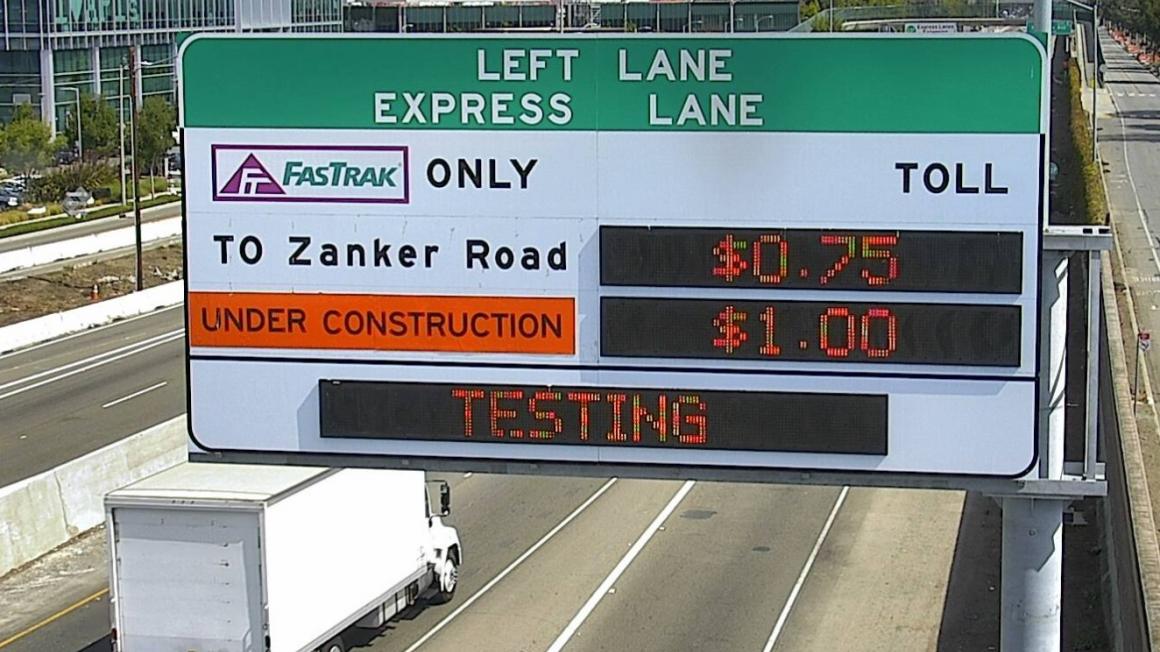 LEFT LANE
EXPRESS LANE
FASTRAK ONLY TOLL
TO Zanker Road $0.75
UNDER CONSTRUCTION $1.00
TESTING